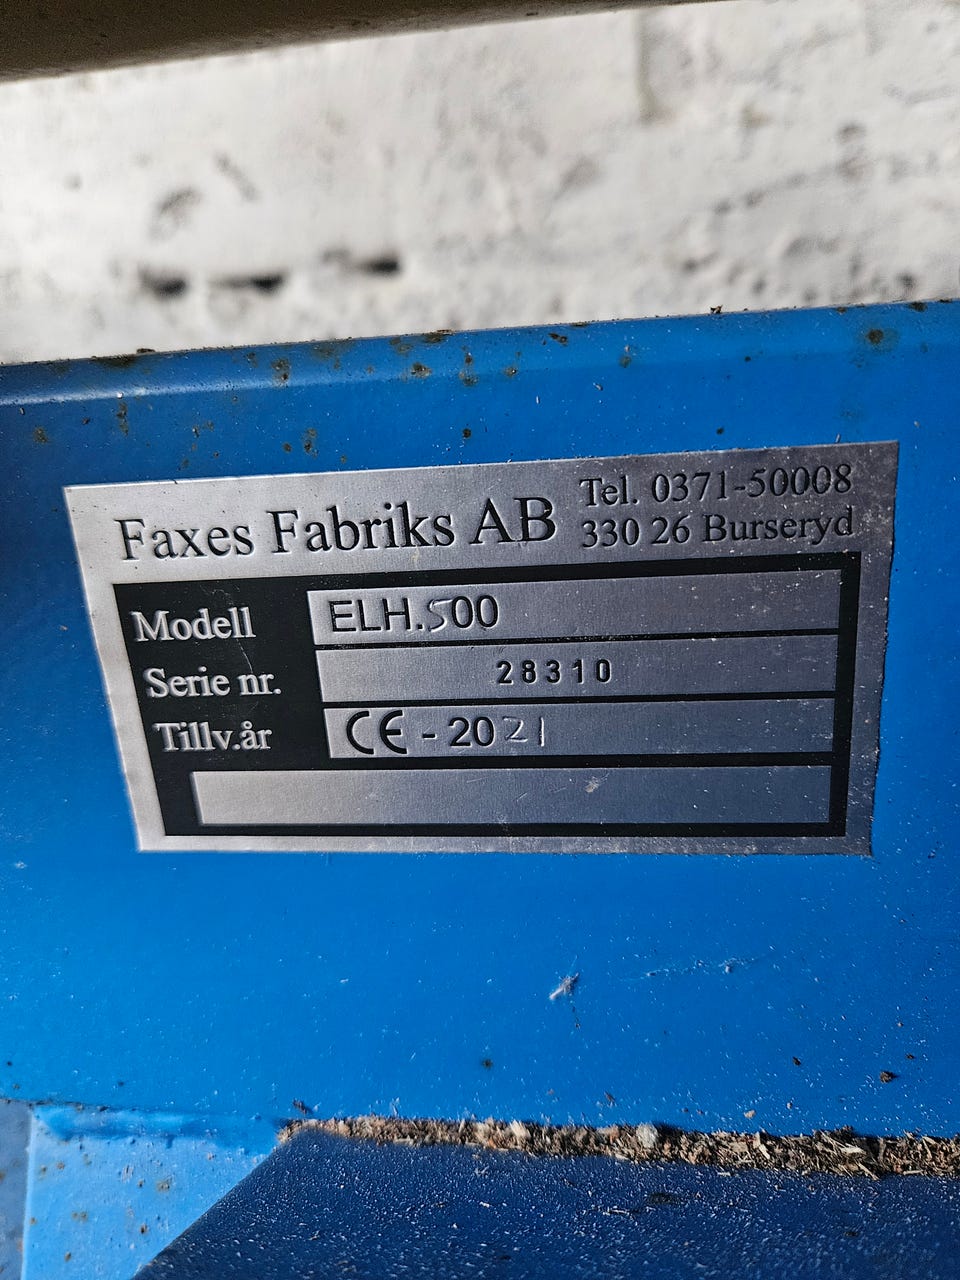 Faxes Fabriks AB
Tel. 0371-50008
330 26 Burseryd
Modell ELH.500
Serie nr. 28310
Tillv.år CE - 2021